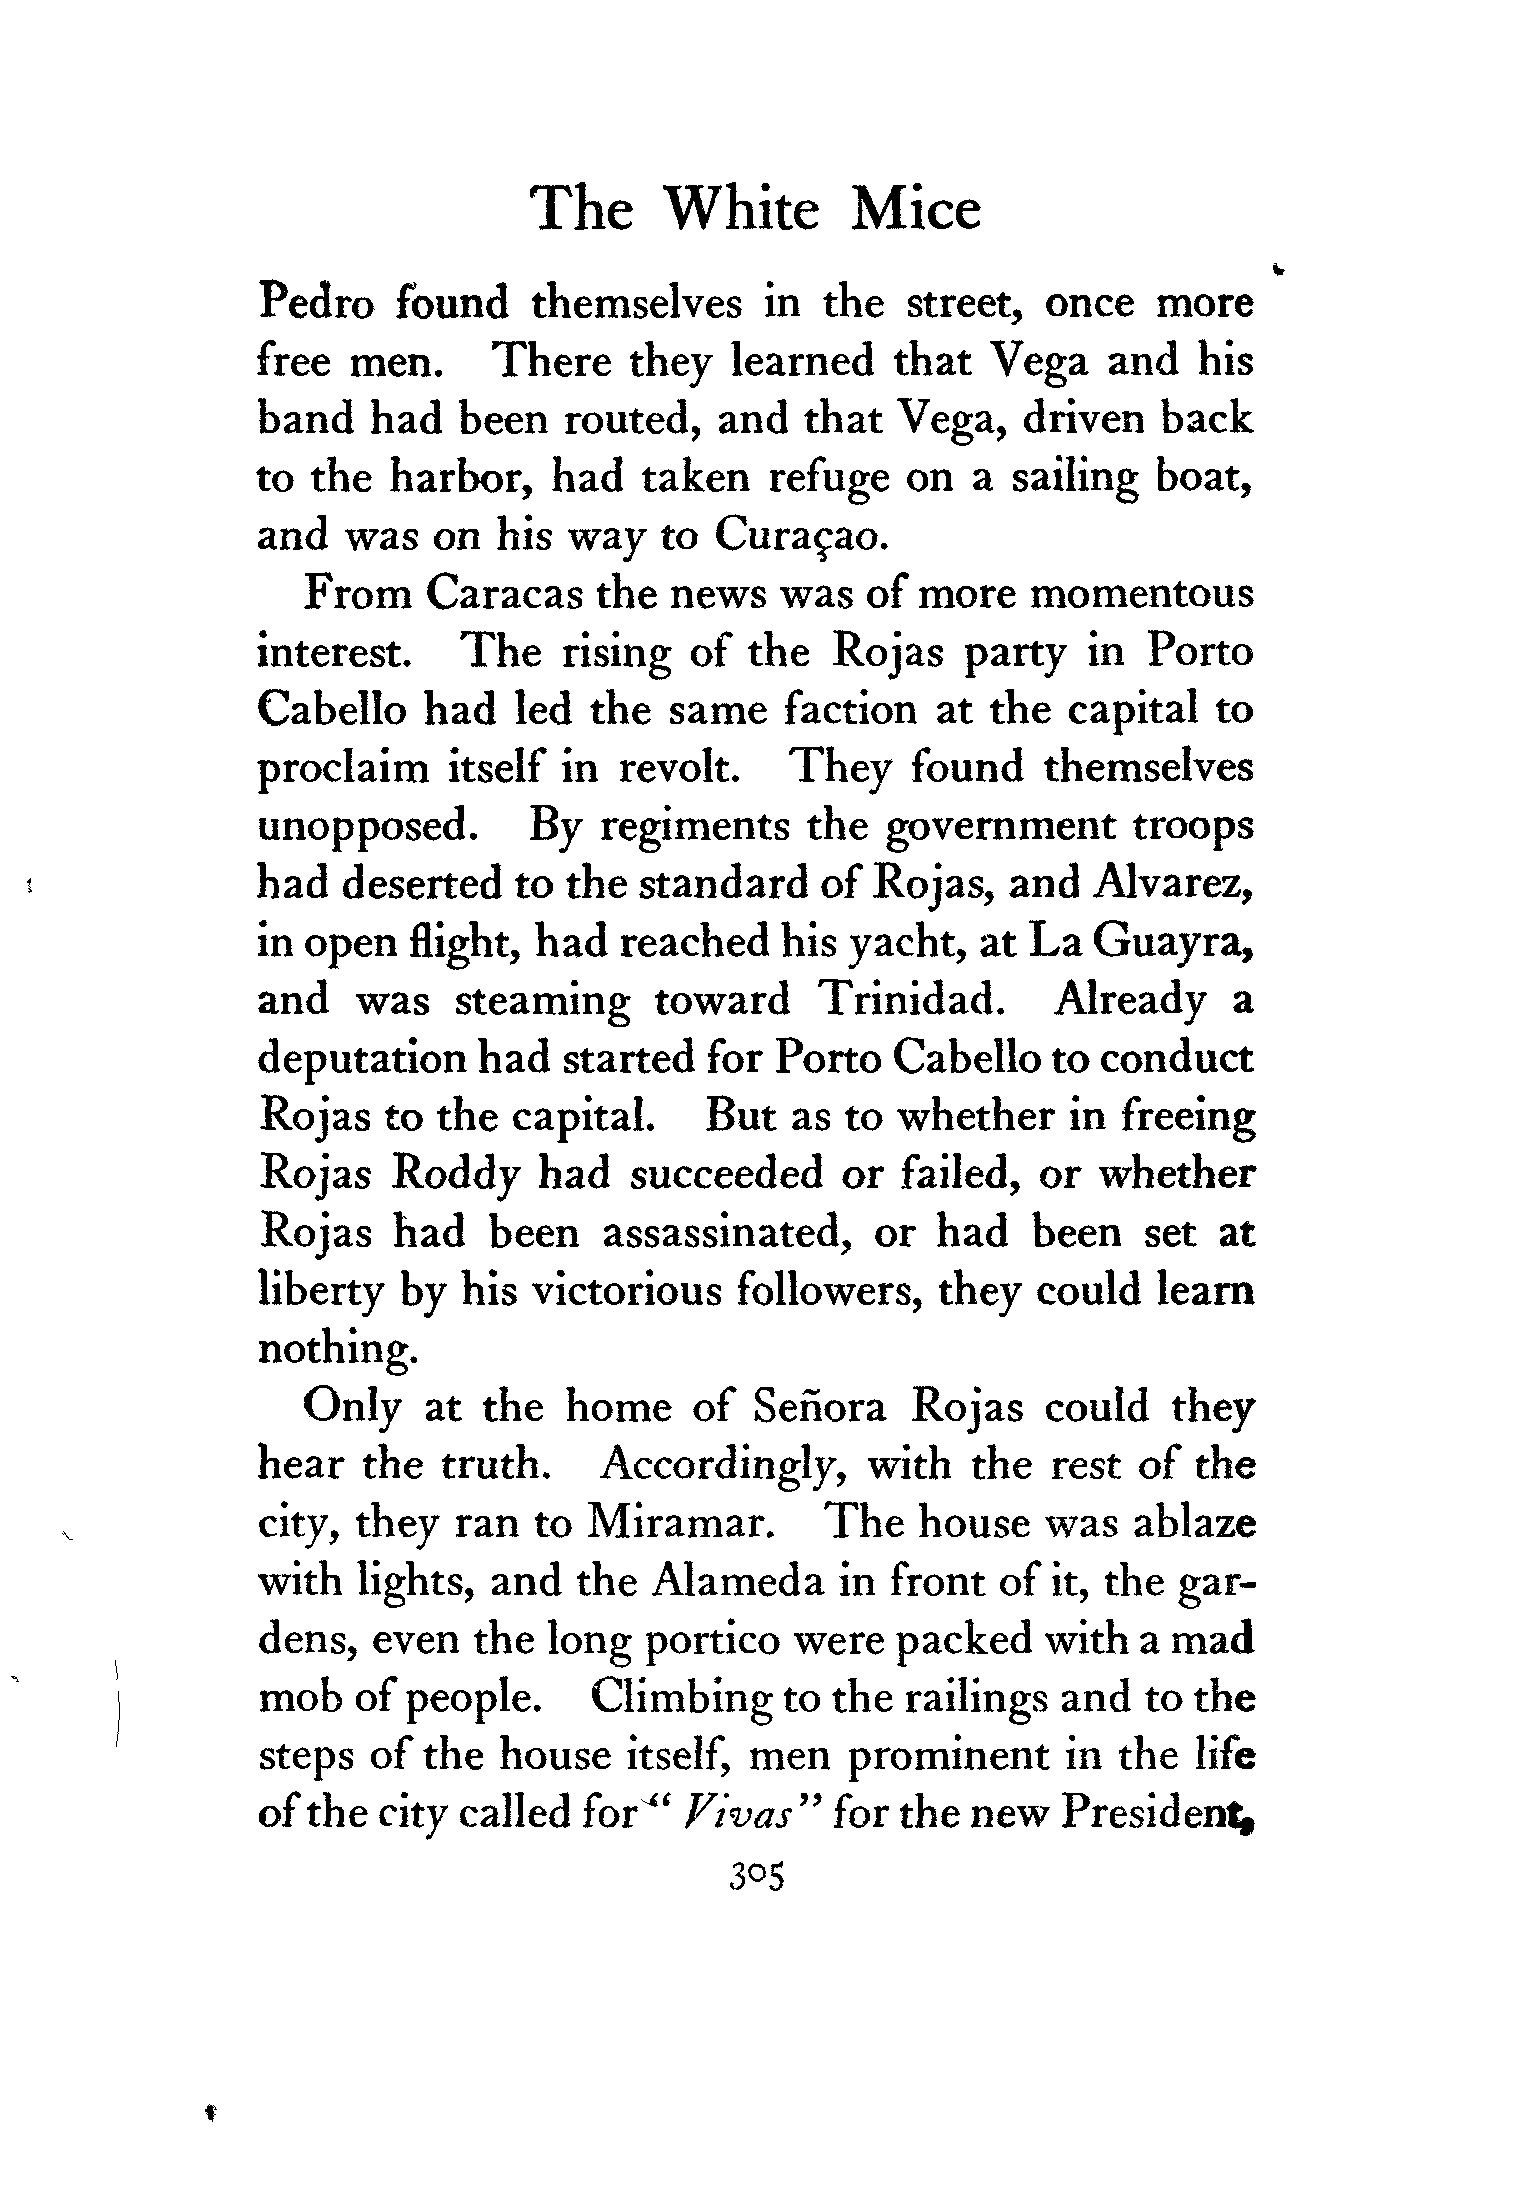 The White Mice
Pedro found themselves in the street, once more
free men. There they learned that Vega and his
band had been routed, and that Vega, driven back
to the harbor, had taken refuge on a sailing boat,
and was on his way to Curaçao.
From Caracas the news was of more momentous
interest. The rising of the Rojas party in Porto
Cabello had led the same faction at the capital to
proclaim itself in revolt. They found themselves
unopposed. By regiments the government troops
had deserted to the standard of Rojas, and Alvarez,
in open flight, had reached his yacht, at La Guayra,
and was steaming toward Trinidad. Already a
deputation had started for Porto Cabello to conduct
Rojas to the capital. But as to whether in freeing
Rojas Roddy had succeeded or failed, or whether
Rojas had been assassinated, or had been set at
liberty by his victorious followers, they could learn
nothing.
Only at the home of Señora Rojas could they
hear the truth. Accordingly, with the rest of the
city, they ran to Miramar. The house was ablaze
with lights, and the Alameda in front of it, the gar-
dens, even the long portico were packed with a mad
mob of people. Climbing to the railings and to the
steps of the house itself, men prominent in the life
of the city called for “Vivas” for the new President,
305